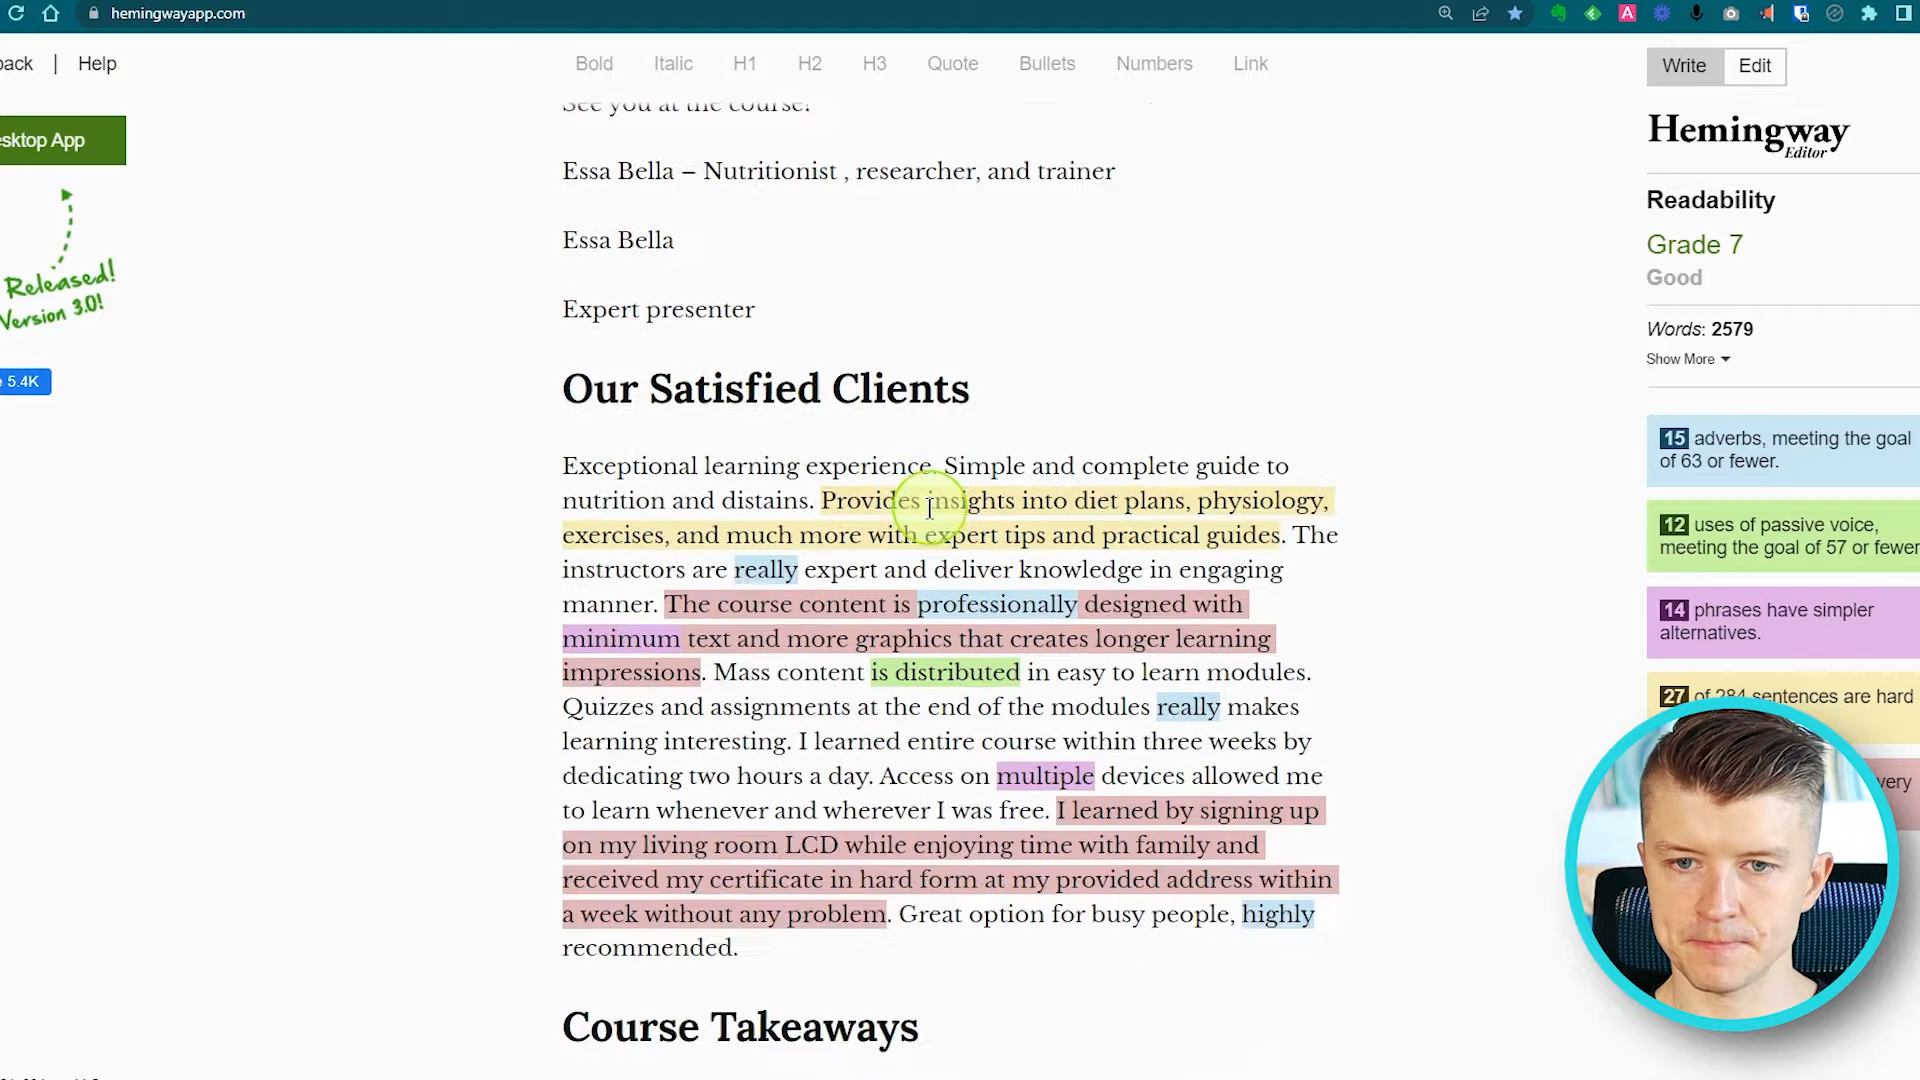 hemingwayapp.com
back | Help
Bold Italic H1 H2 H3 Quote Bullets Numbers Link
Write Edit
See you at the course!
Desktop App
Hemingway
Editor
Essa Bella – Nutritionist , researcher, and trainer
Readability
Essa Bella
Grade 7
Good
Released!
Version 3.0!
Expert presenter
Words: 2579
Show More
5.4K
Our Satisfied Clients
15 adverbs, meeting the goal
of 63 or fewer.
Exceptional learning experience. Simple and complete guide to
nutrition and distains. Provides insights into diet plans, physiology,
exercises, and much more with expert tips and practical guides. The
instructors are really expert and deliver knowledge in engaging
manner. The course content is professionally designed with
minimum text and more graphics that creates longer learning
impressions. Mass content is distributed in easy to learn modules.
Quizzes and assignments at the end of the modules really makes
learning interesting. I learned entire course within three weeks by
dedicating two hours a day. Access on multiple devices allowed me
to learn whenever and wherever I was free. I learned by signing up
on my living room LCD while enjoying time with family and
received my certificate in hard form at my provided address within
a week without any problem. Great option for busy people, highly
recommended.
12 uses of passive voice,
meeting the goal of 57 or fewer
14 phrases have simpler
alternatives.
27 of 284 sentences are hard
very
Course Takeaways